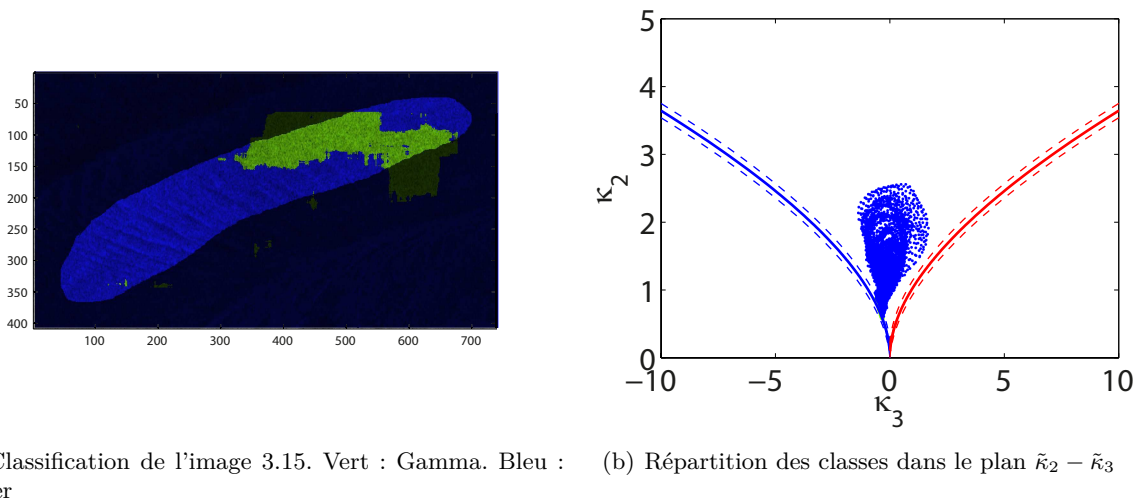 50
100
150
200
250
300
350
400
100 200 300 400 500 600 700
5
4
3
2
1
0
κ2
−10 −5 0 5 10
κ3
Classification de l'image 3.15. Vert : Gamma. Bleu :
er
(b) Répartition des classes dans le plan κ̃2 − κ̃3